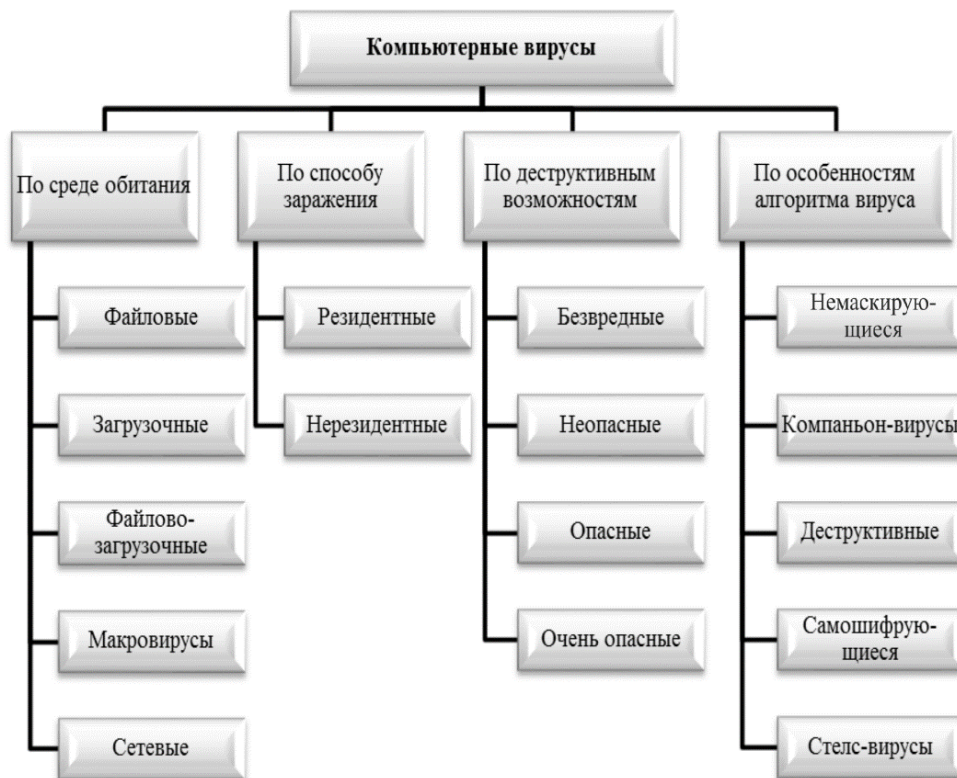 Компьютерные вирусы
По среде обитания
Файловые
Загрузочные
Файлово-
загрузочные
Макровирусы
Сетевые
По способу
заражения
Резидентные
Нерезидентные
По деструктивным
возможностям
Безвредные
Неопасные
Опасные
Очень опасные
По особенностям
алгоритма вируса
Немаскирую-
щиеся
Компаньон-вирусы
Деструктивные
Самошифрую-
щиеся
Стелс-вирусы